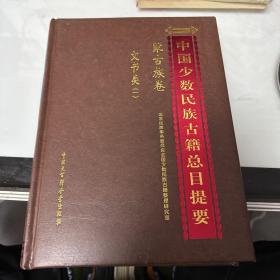 中国少数民族古籍总目提要
蒙古族卷
文书类(一)
中国大百科全书出版社